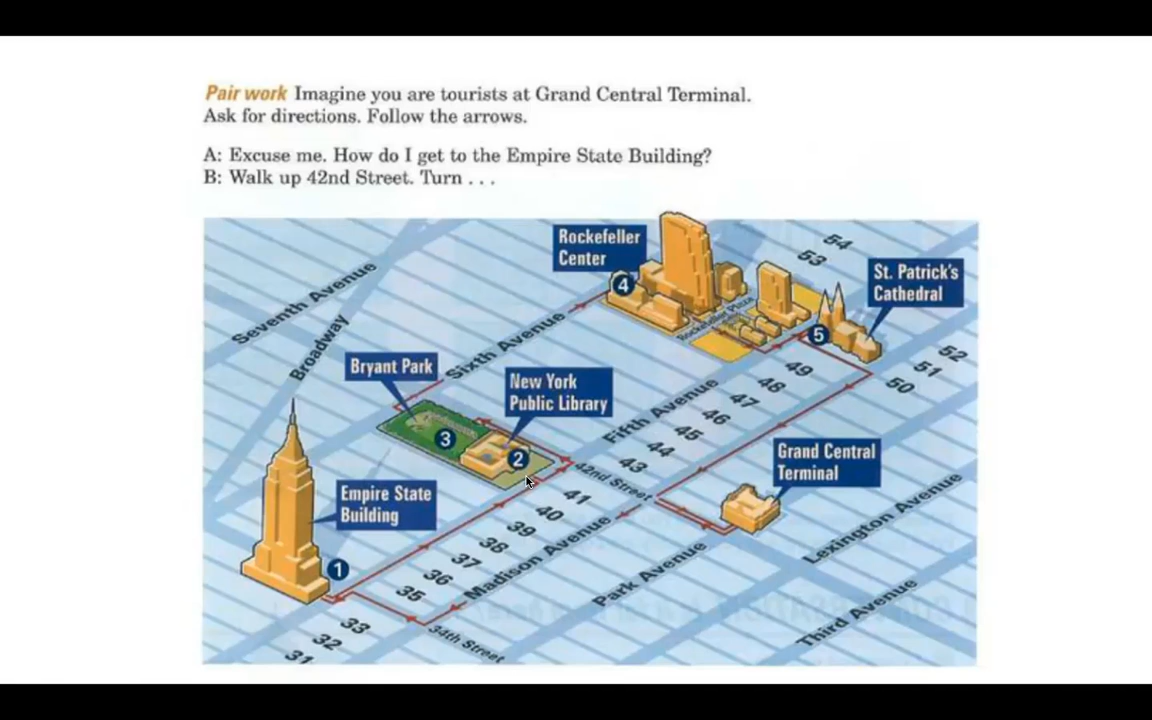 Pair work Imagine you are tourists at Grand Central Terminal.
Ask for directions. Follow the arrows.
A: Excuse me. How do I get to the Empire State Building?
B: Walk up 42nd Street. Turn . . .
Rockefeller
Center
4
54
53
St. Patrick's
Cathedral
5
Seventh Avenue
Broadway
Sixth Avenue
Rockefeller Plaza
52
51
50
49
48
47
46
45
44
43
Bryant Park
New York
Public Library
3
2
Fifth Avenue
42nd Street
Grand Central
Terminal
Empire State
Building
1
41
40
39
38
37
36
35
Madison Avenue
Park Avenue
Lexington Avenue
Third Avenue
34th Street
33
32
31